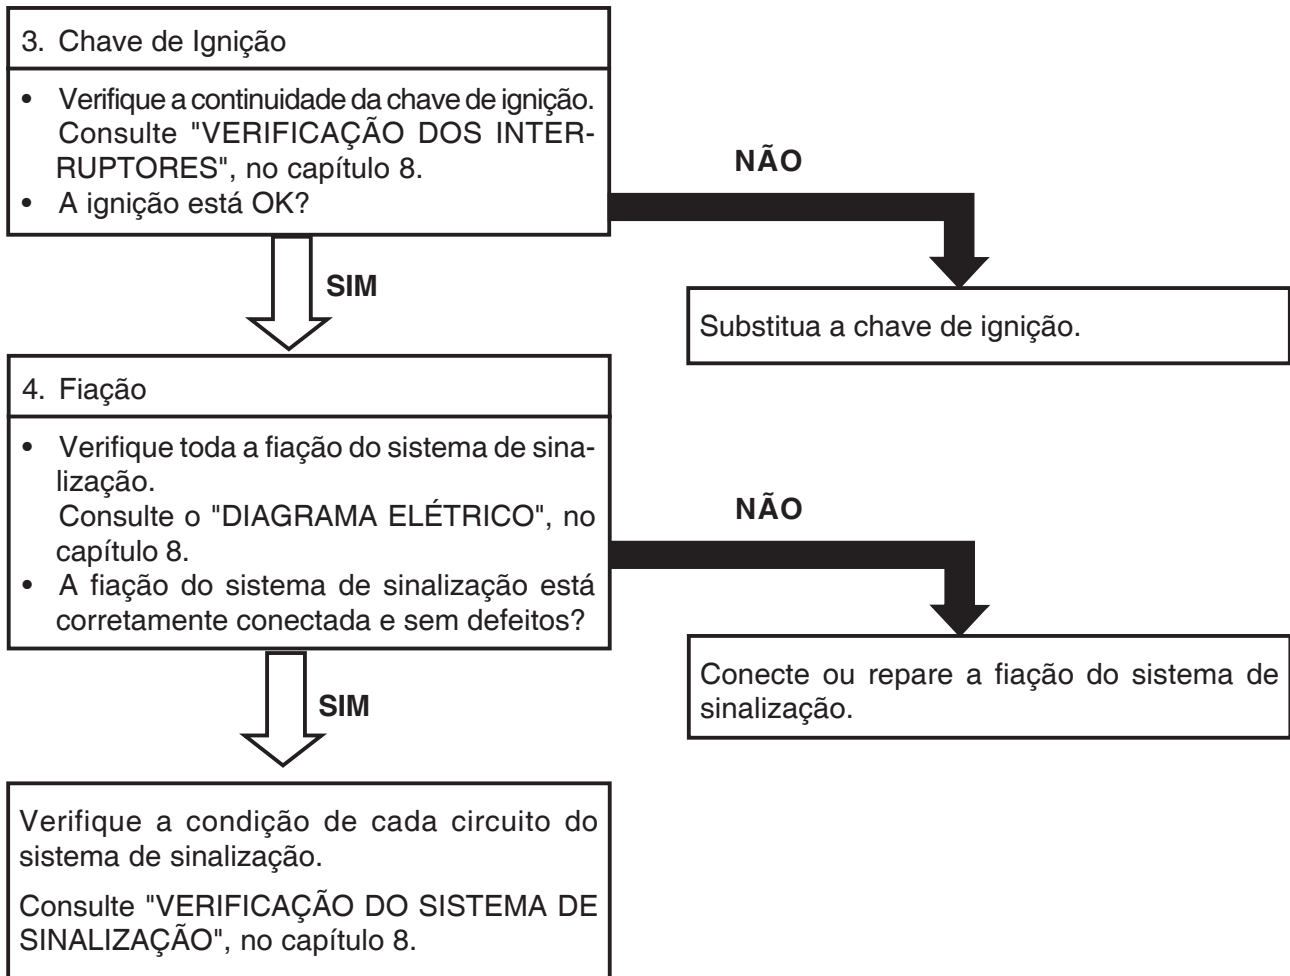 3. Chave de Ignição
• Verifique a continuidade da chave de ignição.
Consulte "VERIFICAÇÃO DOS INTER-
RUPTORES", no capítulo 8.
• A ignição está OK?
NÃO
SIM
Substitua a chave de ignição.
4. Fiação
• Verifique toda a fiação do sistema de sina-
lização.
Consulte o "DIAGRAMA ELÉTRICO", no
capítulo 8.
• A fiação do sistema de sinalização está
corretamente conectada e sem defeitos?
NÃO
SIM
Conecte ou repare a fiação do sistema de
sinalização.
Verifique a condição de cada circuito do
sistema de sinalização.
Consulte "VERIFICAÇÃO DO SISTEMA DE
SINALIZAÇÃO", no capítulo 8.